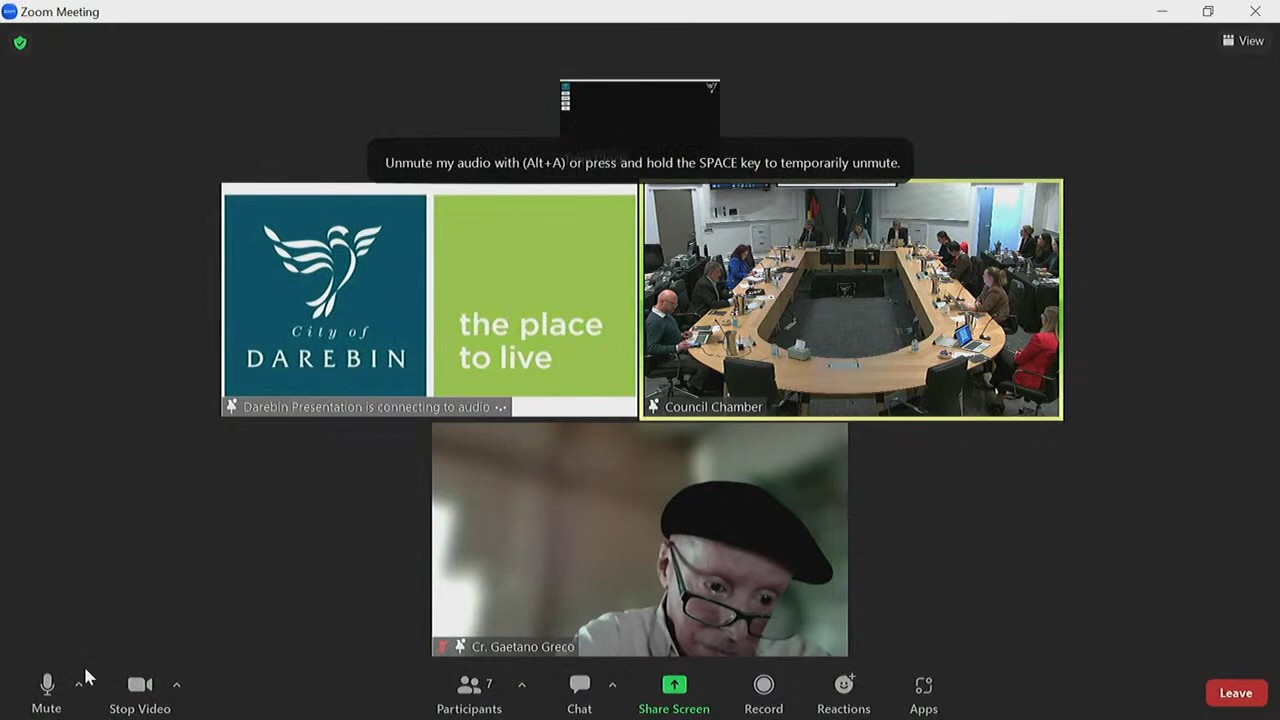 Zoom Meeting
View
Unmute my audio with (Alt+A) or press and hold the SPACE key to temporarily unmute.
City of
DAREBIN
the place
to live
Darebin Presentation is connecting to audio
Council Chamber
Cr. Gaetano Greco
Mute
Stop Video
7
Participants
Chat
Share Screen
Record
Reactions
Apps
Leave